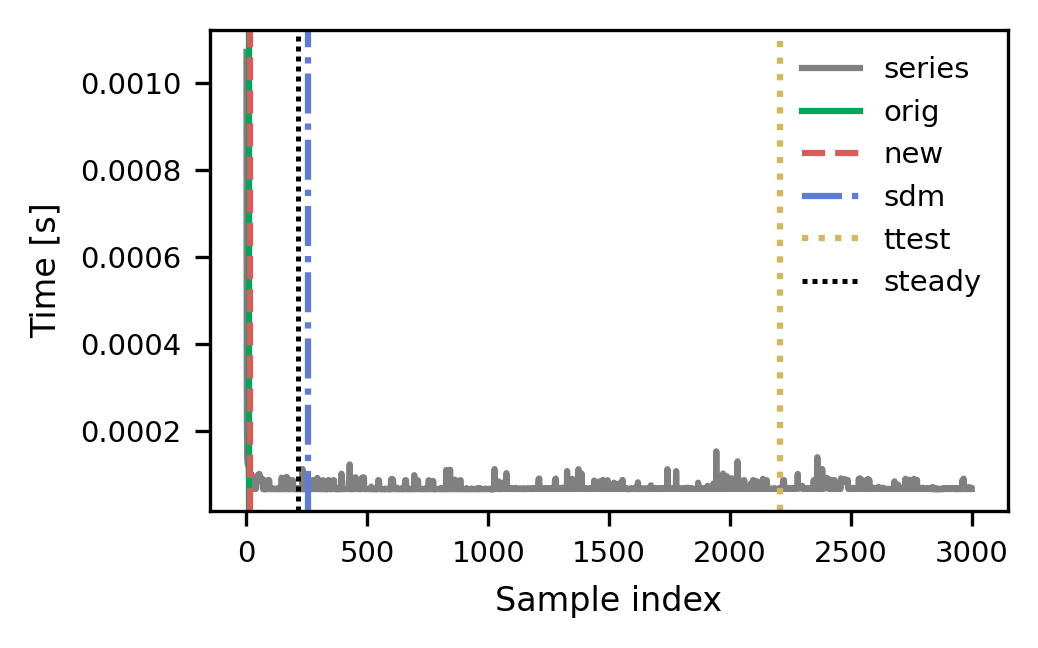 0.0010
0.0008
0.0006
0.0004
0.0002
Time [s]
0 500 1000 1500 2000 2500 3000
Sample index
series
orig
new
sdm
ttest
steady